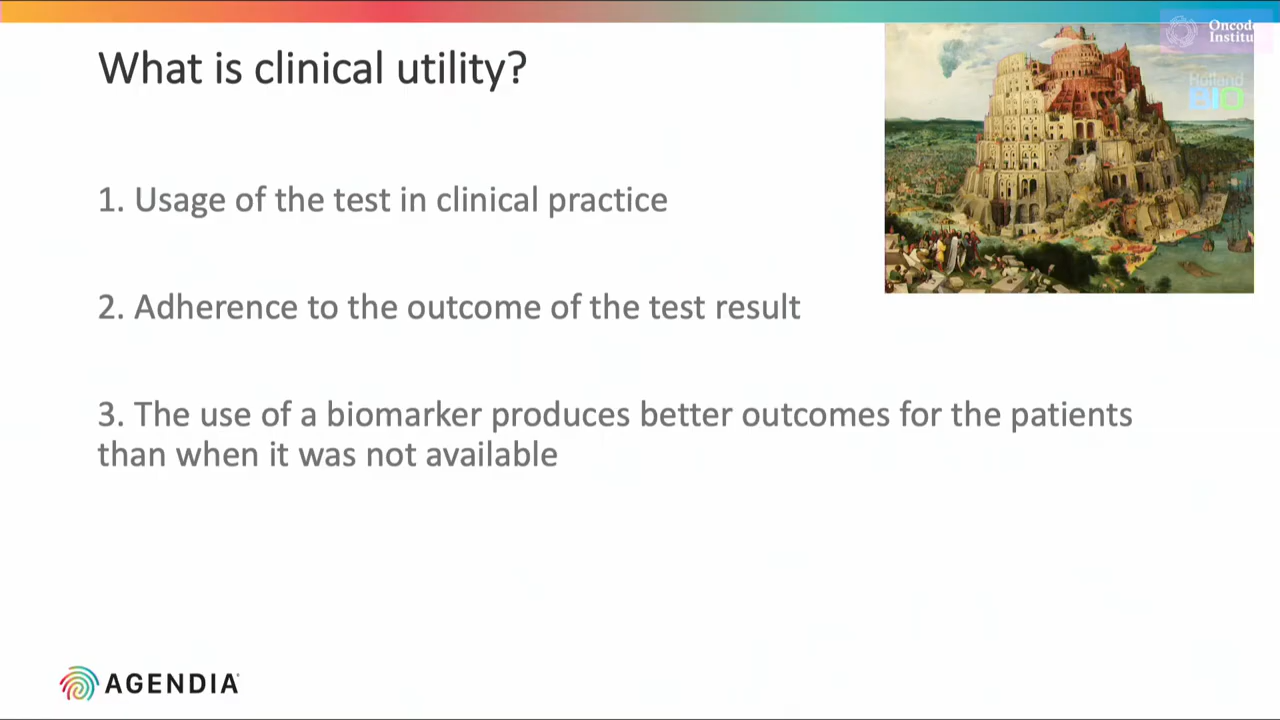 What is clinical utility?
1. Usage of the test in clinical practice
2. Adherence to the outcome of the test result
3. The use of a biomarker produces better outcomes for the patients
than when it was not available
Holland
BIO
AGENDIA